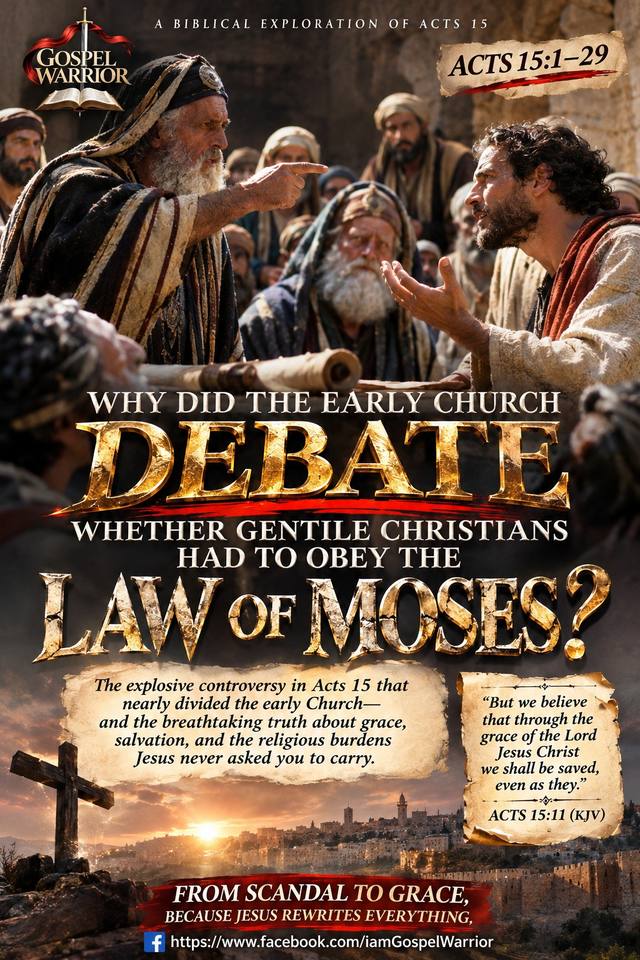 A BIBLICAL EXPLORATION OF ACTS 15
GOSPEL
WARRIOR
ACTS 15:1–29
WHY DID THE EARLY CHURCH
DEBATE
WHETHER GENTILE CHRISTIANS
HAD TO OBEY THE
LAW OF MOSES?
The explosive controversy in Acts 15 that
nearly divided the early Church—
and the breathtaking truth about grace,
salvation, and the religious burdens
Jesus never asked you to carry.
“But we believe
that through the
grace of the Lord
Jesus Christ
we shall be saved,
even as they.”
ACTS 15:11 (KJV)
FROM SCANDAL TO GRACE,
BECAUSE JESUS REWRITES EVERYTHING,
f https://www.facebook.com/iamGospelWarrior